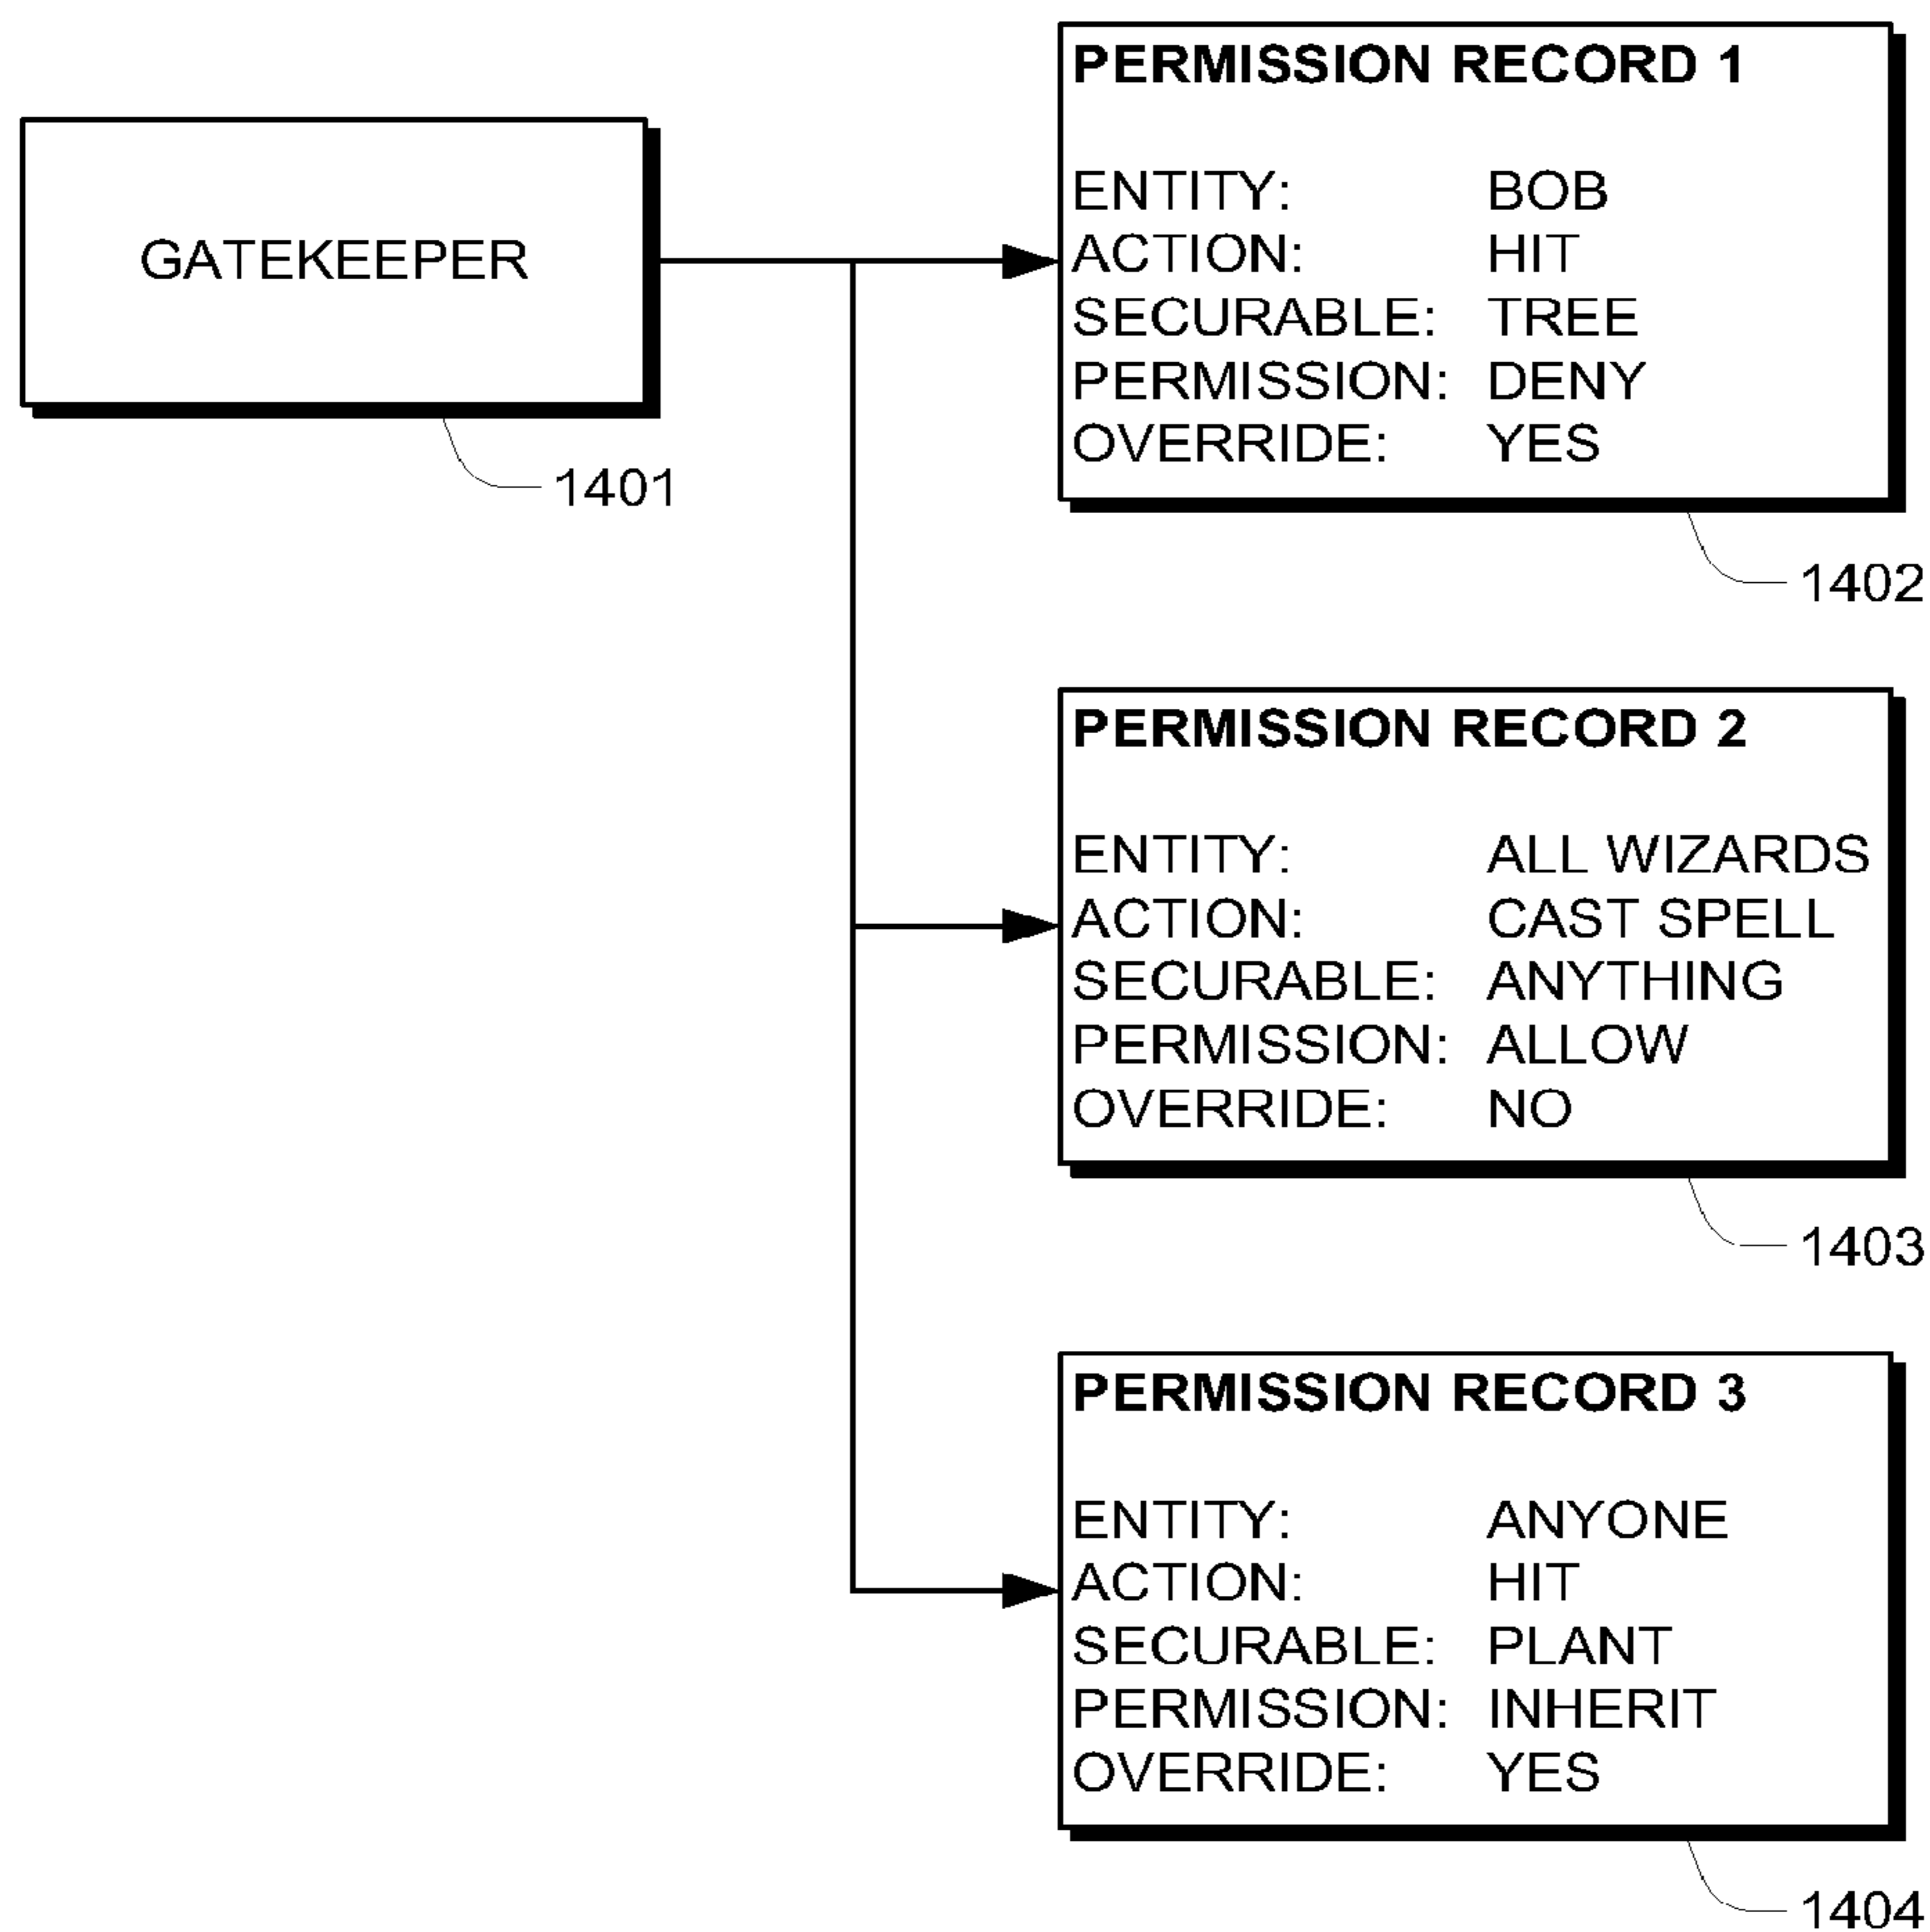 GATEKEEPER
1401
PERMISSION RECORD 1
ENTITY: BOB
ACTION: HIT
SECURABLE: TREE
PERMISSION: DENY
OVERRIDE: YES
1402
PERMISSION RECORD 2
ENTITY: ALL WIZARDS
ACTION: CAST SPELL
SECURABLE: ANYTHING
PERMISSION: ALLOW
OVERRIDE: NO
1403
PERMISSION RECORD 3
ENTITY: ANYONE
ACTION: HIT
SECURABLE: PLANT
PERMISSION: INHERIT
OVERRIDE: YES
1404